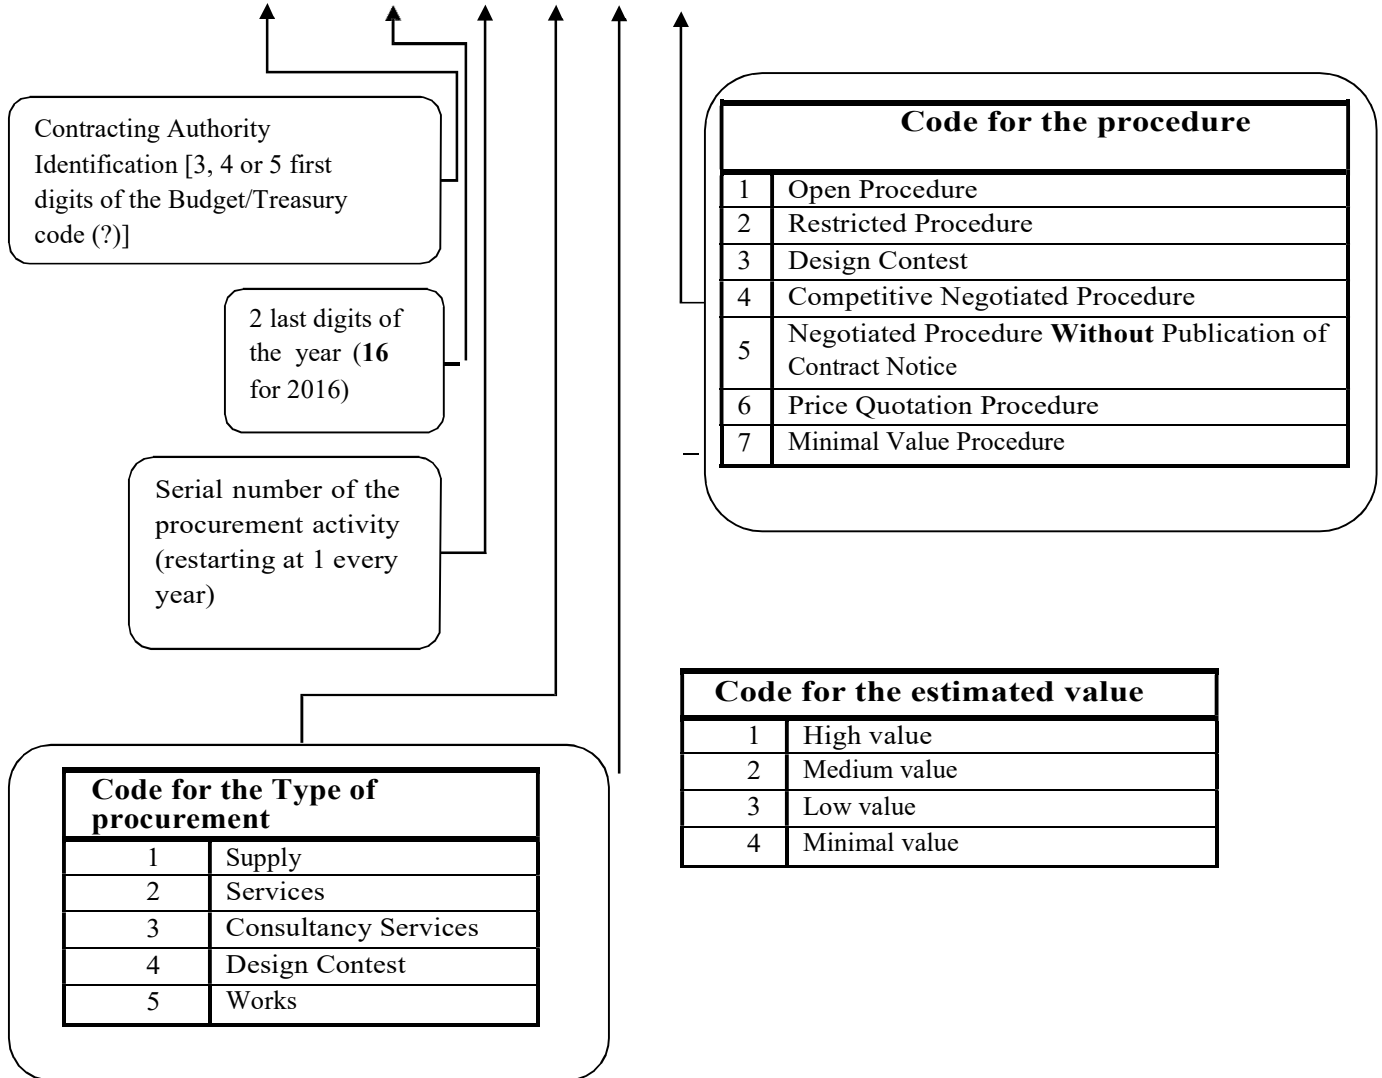 Contracting Authority
Identification [3, 4 or 5 first
digits of the Budget/Treasury
code (?)]
2 last digits of
the year (16
for 2016)
Serial number of the
procurement activity
(restarting at 1 every
year)
Code for the procedure
1 Open Procedure
2 Restricted Procedure
3 Design Contest
4 Competitive Negotiated Procedure
5 Negotiated Procedure Without Publication of
Contract Notice
6 Price Quotation Procedure
7 Minimal Value Procedure
Code for the Type of
procurement
1 Supply
2 Services
3 Consultancy Services
4 Design Contest
5 Works
Code for the estimated value
1 High value
2 Medium value
3 Low value
4 Minimal value